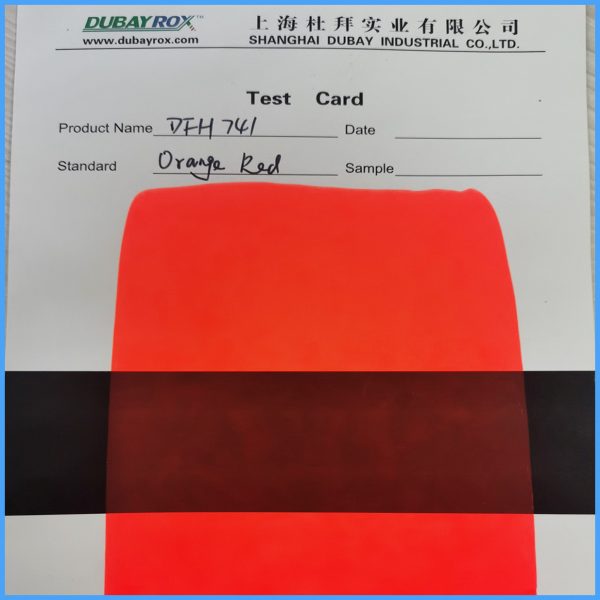 DUBAYROX 上海杜拜实业有限公司
www.dubayrox.com SHANGHAI DUBAY INDUSTRIAL CO.,LTD.
Test Card
Product Name DFH 741 Date
Standard Orange Red Sample